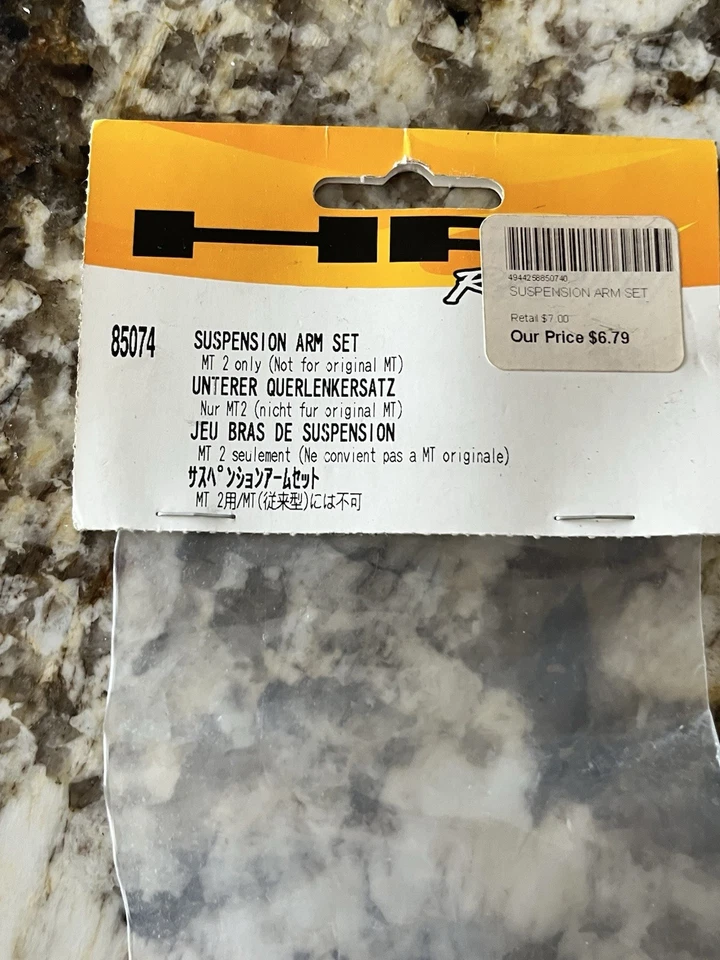 4944258850740
SUSPENSION ARM SET
Retail $7.00
Our Price $6.79
85074
SUSPENSION ARM SET
MT 2 only (Not for original MT)
UNTERER QUERLENKERSATZ
Nur MT2 (nicht fur original MT)
JEU BRAS DE SUSPENSION
MT 2 seulement (Ne convient pas a MT originale)
サスペンションアームセット
MT 2用/MT(従来型)には不可